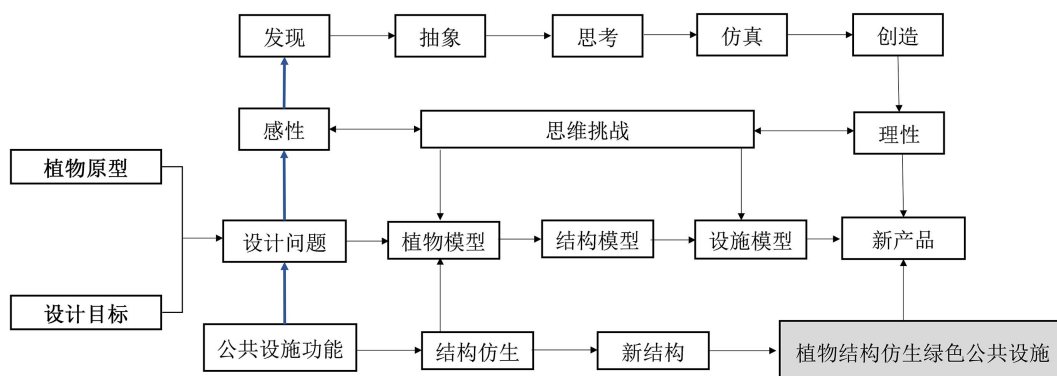 发现
抽象
思考
仿真
创造
感性
思维挑战
理性
植物原型
设计问题
植物模型
结构模型
设施模型
新产品
设计目标
公共设施功能
结构仿生
新结构
植物结构仿生绿色公共设施